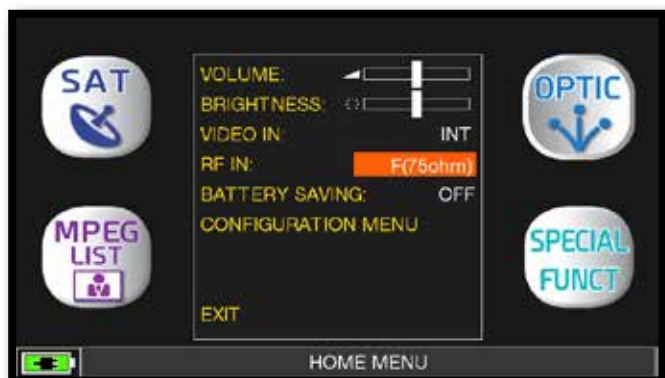 SAT
VOLUME:
BRIGHTNESS:
VIDEO IN: INT
RF IN: F(75ohm)
BATTERY SAVING: OFF
CONFIGURATION MENU
EXIT
OPTIC
MPEG
LIST
SPECIAL
FUNCT
HOME MENU